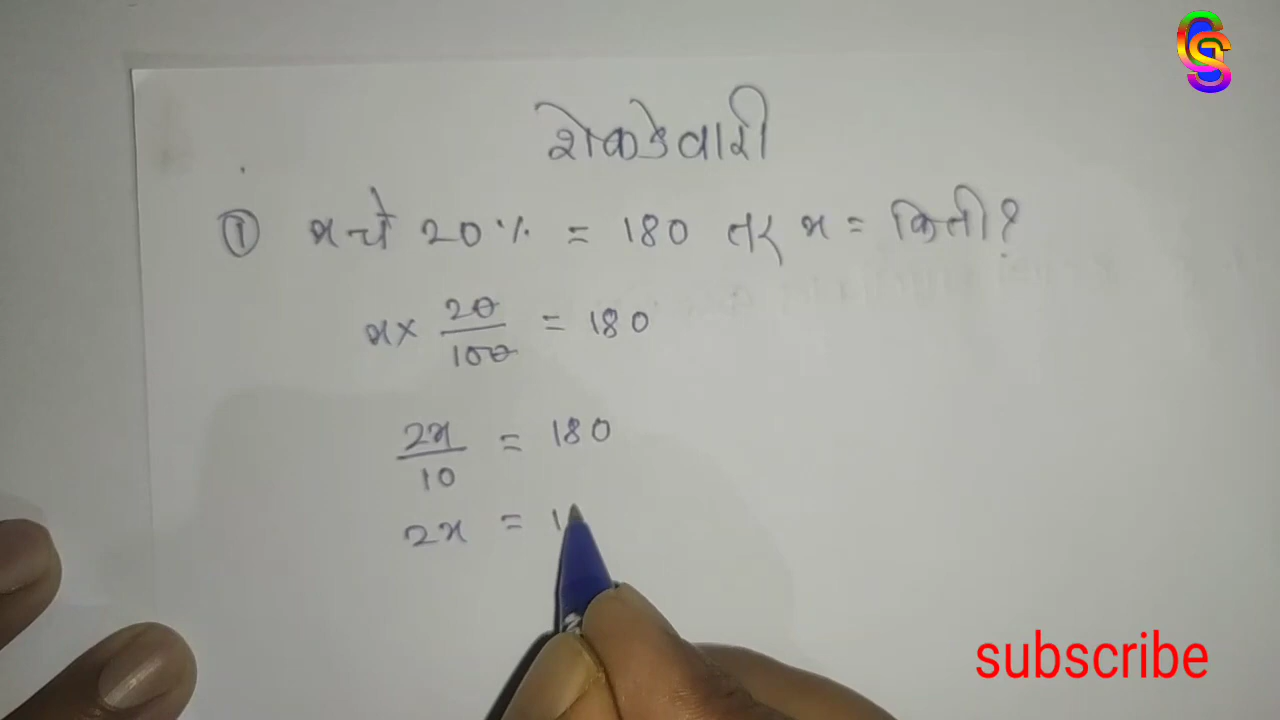 शेकडेवारी
① x चे 20% = 180 तर x = किती?
x × 20/100 = 180
2x/10 = 180
2x = 1
subscribe